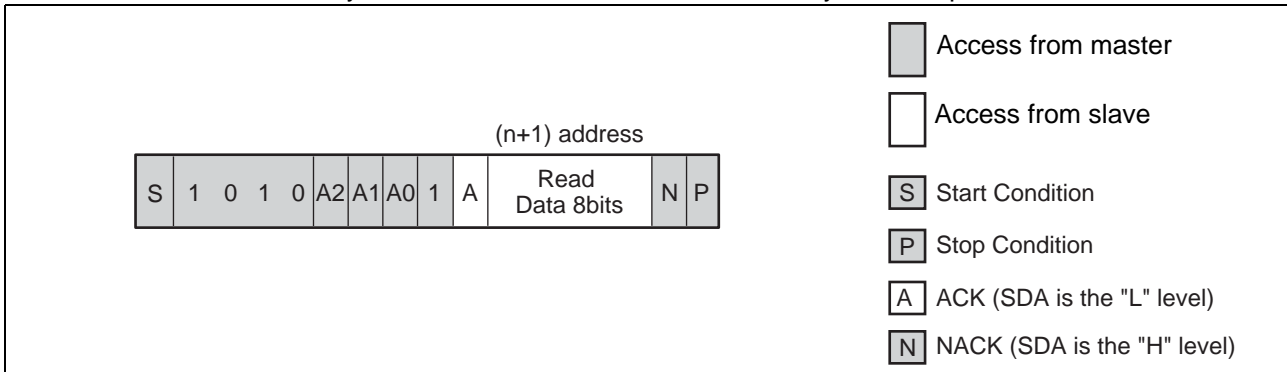 (n+1) address
S 1 0 1 0 A2 A1 A0 1 A Read Data 8bits N P
Access from master
Access from slave
S Start Condition
P Stop Condition
A ACK (SDA is the "L" level)
N NACK (SDA is the "H" level)